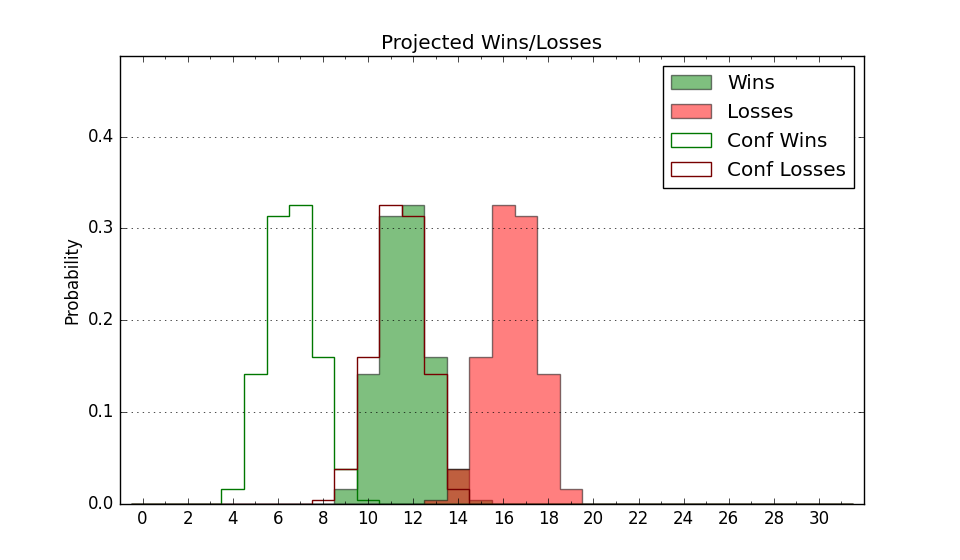 Projected Wins/Losses
Wins
Losses
Conf Wins
Conf Losses
Probability
0.4
0.3
0.2
0.1
0.0
0 2 4 6 8 10 12 14 16 18 20 22 24 26 28 30